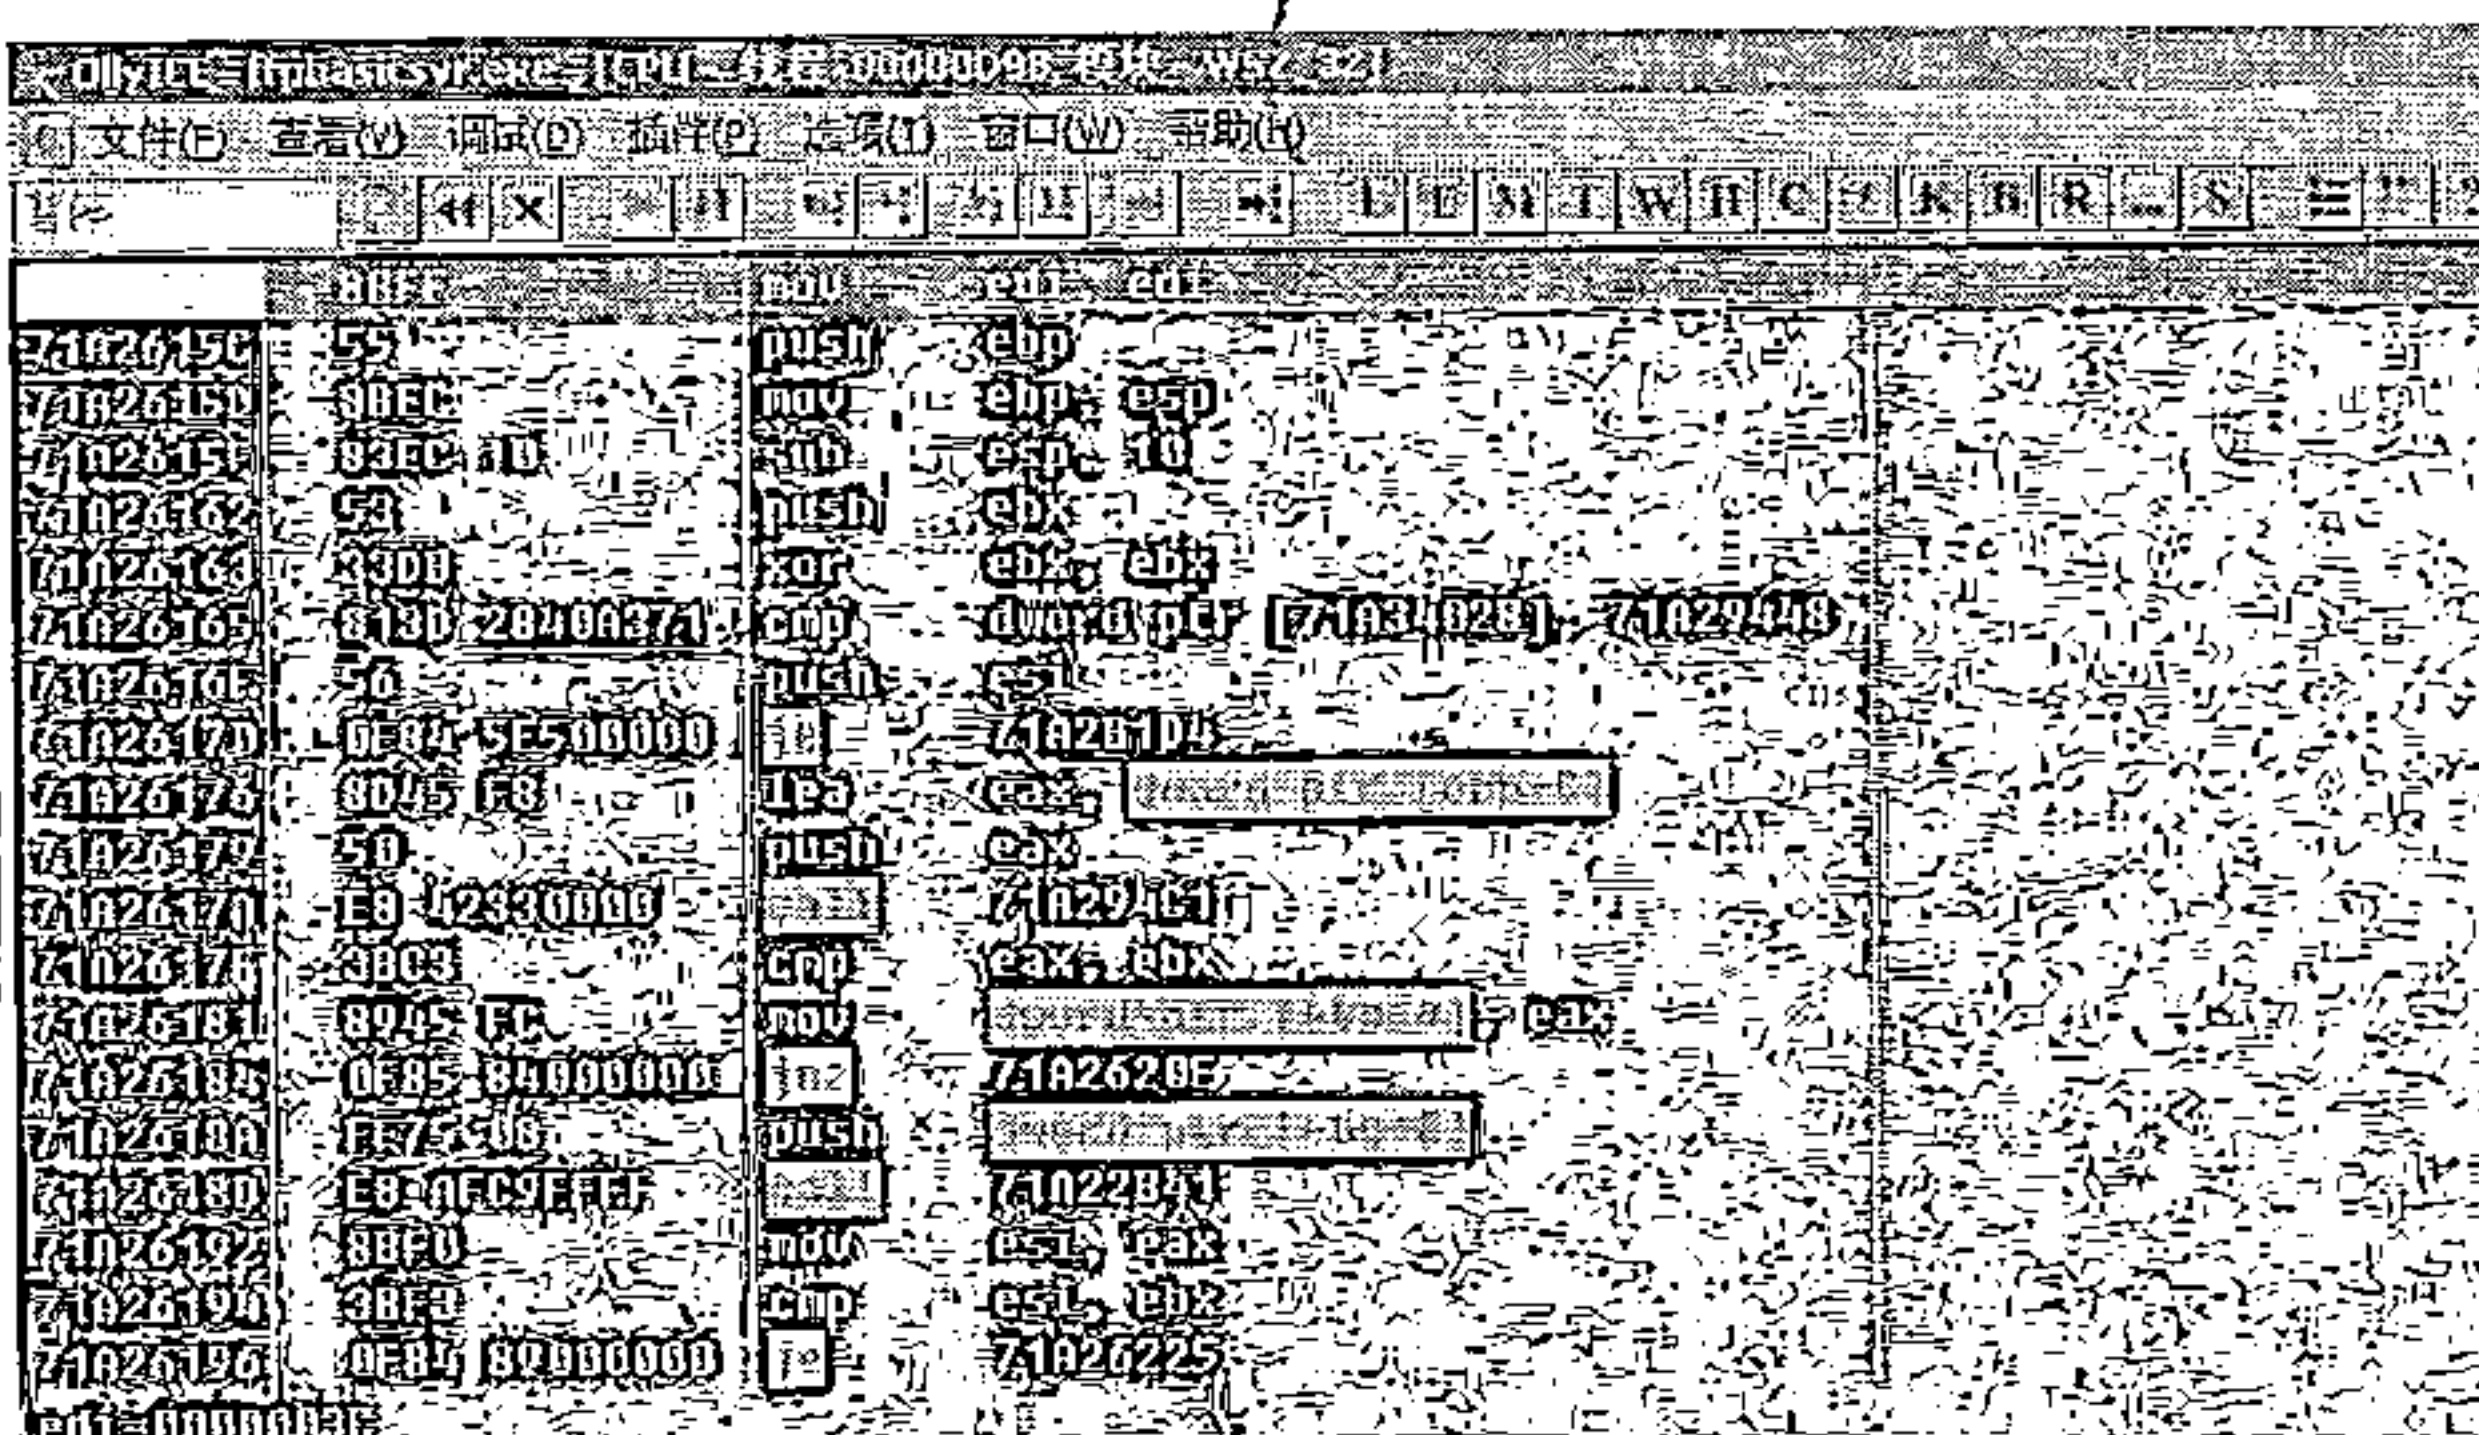 OllyICE - ftpbasicsvr.exe - [CPU - 线程 00000D98, 模块 - WS2_32]
文件(F) 查看(V) 调试(D) 插件(P) 选项(T) 窗口(W) 帮助(H)
暂停 L E M T W H C / K B R ... S
8BFF mov edi, edi
71A2615C 55 push ebp
71A2615D 8BEC mov ebp, esp
71A2615F 83EC 10 sub esp, 10
71A26162 53 push ebx
71A26163 33DB xor ebx, ebx
71A26165 813D 2840A371 cmp dword ptr [71A34028], 71A29448
71A2616F 56 push esi
71A26170 0F84 5E500000 je 71A2B1D4
71A26176 8D45 F8 lea eax,
71A26179 50 push eax
71A2617A E8 42330000 call 71A294C1
71A2617F 3BC3 cmp eax, ebx
71A26181 8945 FC mov , eax
71A26184 0F85 84000000 jnz 71A2620E
71A2618A FF75 08 push
71A2618D E8 AFC9FFFF call 71A22B41
71A26192 8BF0 mov esi, eax
71A26194 3BF3 cmp esi, ebx
71A26196 0F84 89000000 je 71A26225